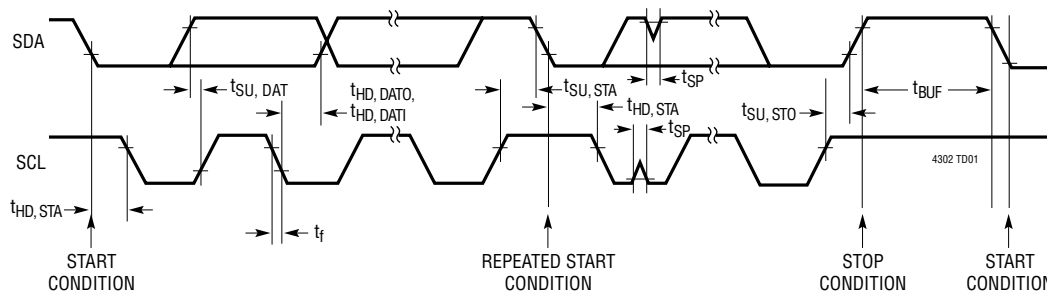 SDA
tSU, DAT
tHD, DATO,
tHD, DATI
tSU, STA
tHD, STA
tSP
tSP
tSU, STO
tBUF
SCL
4302 TD01
tHD, STA
tf
START
CONDITION
REPEATED START
CONDITION
STOP
CONDITION
START
CONDITION